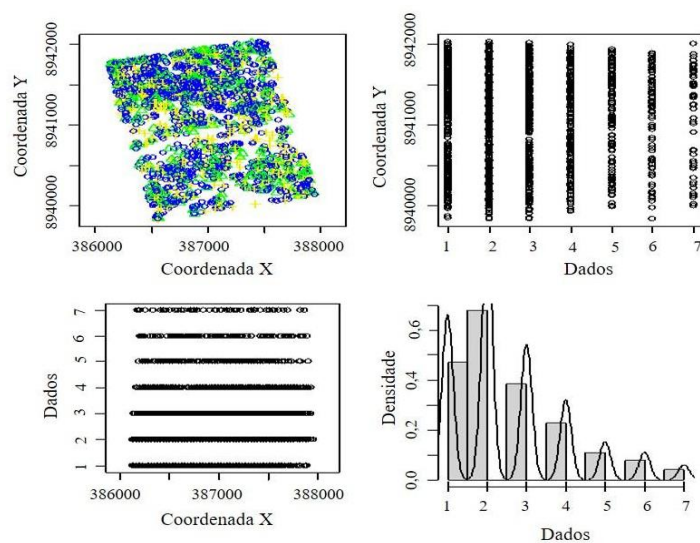 Coordenada Y
8942000
8941000
8940000
386000 387000 388000
Coordenada X
Coordenada Y
8942000
8941000
8940000
1 2 3 4 5 6 7
Dados
Dados
7
6
5
4
3
2
1
386000 387000 388000
Coordenada X
Densidade
0,6
0,4
0,2
0,0
1 2 3 4 5 6 7
Dados